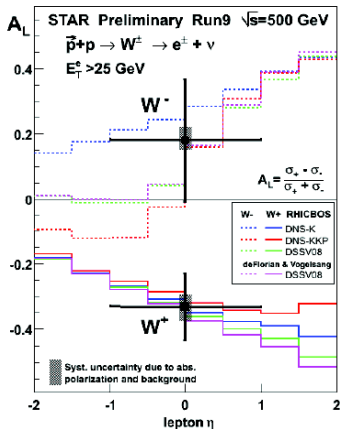 A_L
STAR Preliminary Run9 √s=500 GeV
p⃗+p → W± → e± + ν
E_T^e >25 GeV
W-
A_L = (σ+ - σ-) / (σ+ + σ-)
W- W+ RHICBOS
DNS-K
DNS-KKP
DSSV08
deFlorian & Vogelsang
DSSV08
W+
Syst. uncertainty due to abs.
polarization and background
0.4
0.2
0
-0.2
-0.4
-2 -1 0 1 2
lepton η